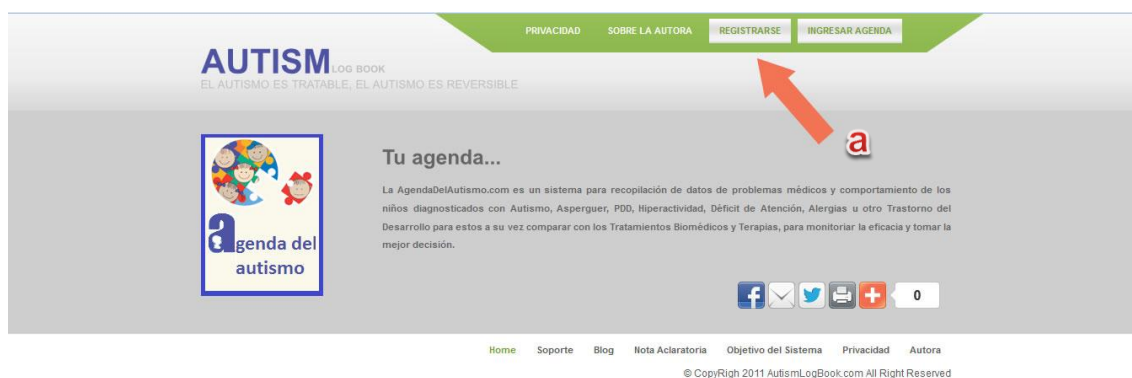 PRIVACIDAD SOBRE LA AUTORA REGISTRARSE INGRESAR AGENDA
AUTISM LOG BOOK
EL AUTISMO ES TRATABLE, EL AUTISMO ES REVERSIBLE
a
agenda del
autismo
Tu agenda...
La AgendaDelAutismo.com es un sistema para recopilación de datos de problemas médicos y comportamiento de los
niños diagnosticados con Autismo, Asperguer, PDD, Hiperactividad, Déficit de Atención, Alergias u otro Trastorno del
Desarrollo para estos a su vez comparar con los Tratamientos Biomédicos y Terapias, para monitoriar la eficacia y tomar la
mejor decisión.
0
Home Soporte Blog Nota Aclaratoria Objetivo del Sistema Privacidad Autora
© CopyRigh 2011 AutismLogBook.com All Right Reserved